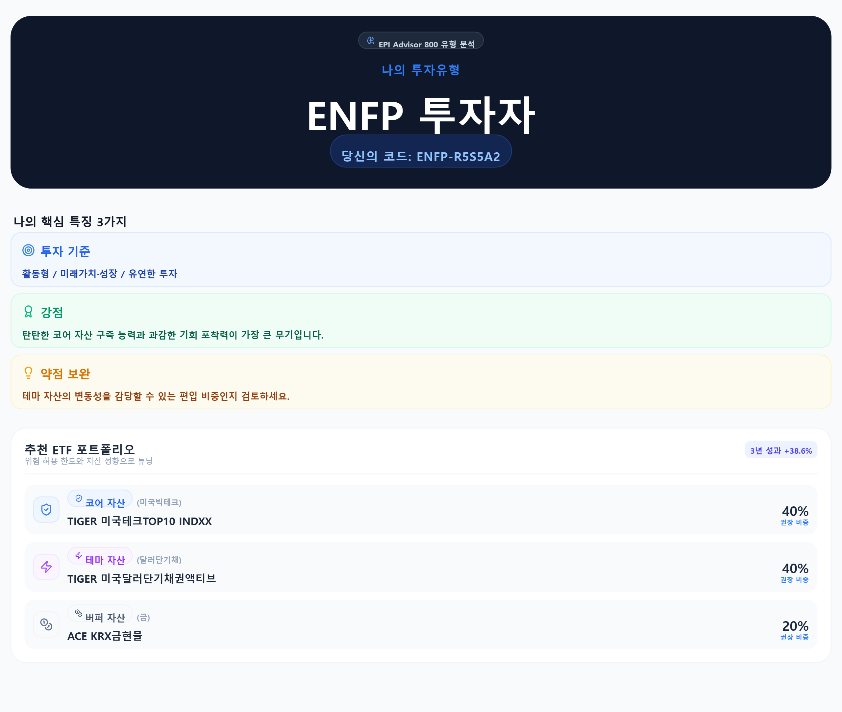 EPI Advisor 800 유형 분석
나의 투자유형
ENFP 투자자
당신의 코드: ENFP-R5S5A2
나의 핵심 특징 3가지
투자 기준
활동형 / 미래가치·성장 / 유연한 투자
강점
탄탄한 코어 자산 구축 능력과 과감한 기회 포착력이 가장 큰 무기입니다.
약점 보완
테마 자산의 변동성을 감당할 수 있는 편입 비중인지 검토하세요.
추천 ETF 포트폴리오
3년 성과 +38.6%
위험 허용 한도와 자산 성향으로 튜닝
코어 자산 (미국빅테크)
TIGER 미국테크TOP10 INDXX
40%
권장 비중
테마 자산 (달러단기채)
TIGER 미국달러단기채권액티브
40%
권장 비중
버퍼 자산 (금)
ACE KRX금현물
20%
권장 비중